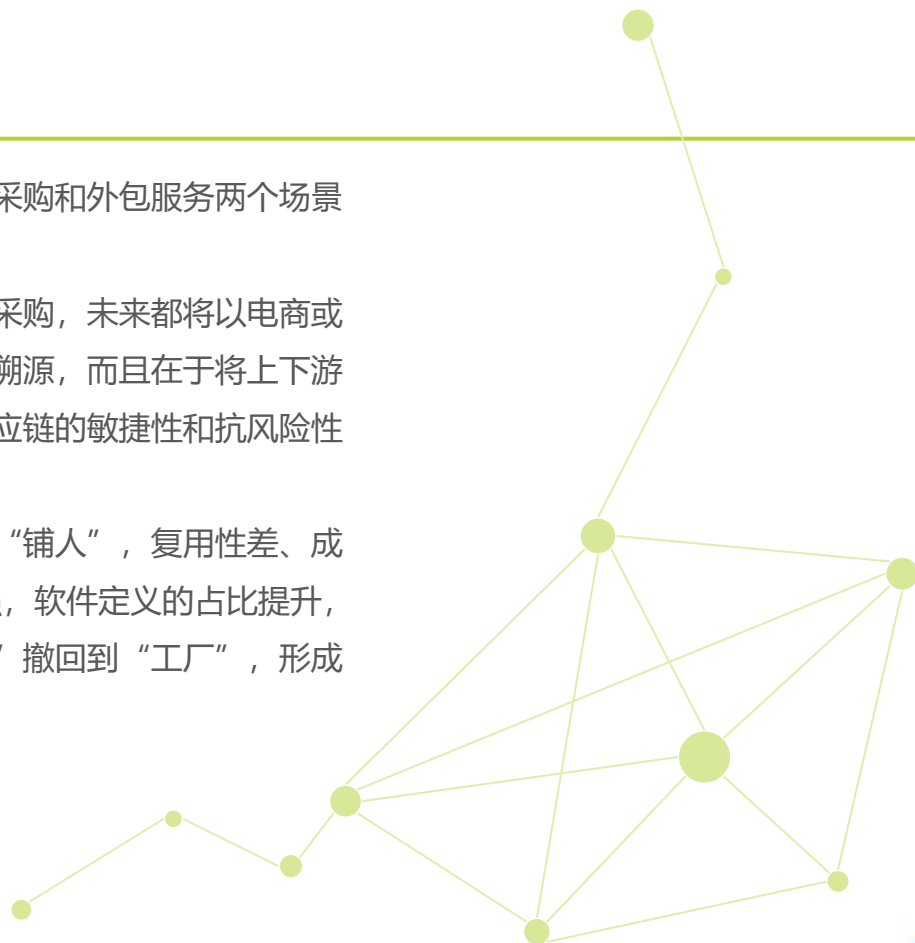 采购和外包服务两个场景
采购，未来都将以电商或
朔源，而且在于将上下游
应链的敏捷性和抗风险性
“铺人”，复用性差、成
，软件定义的占比提升，
”撤回到“工厂”，形成